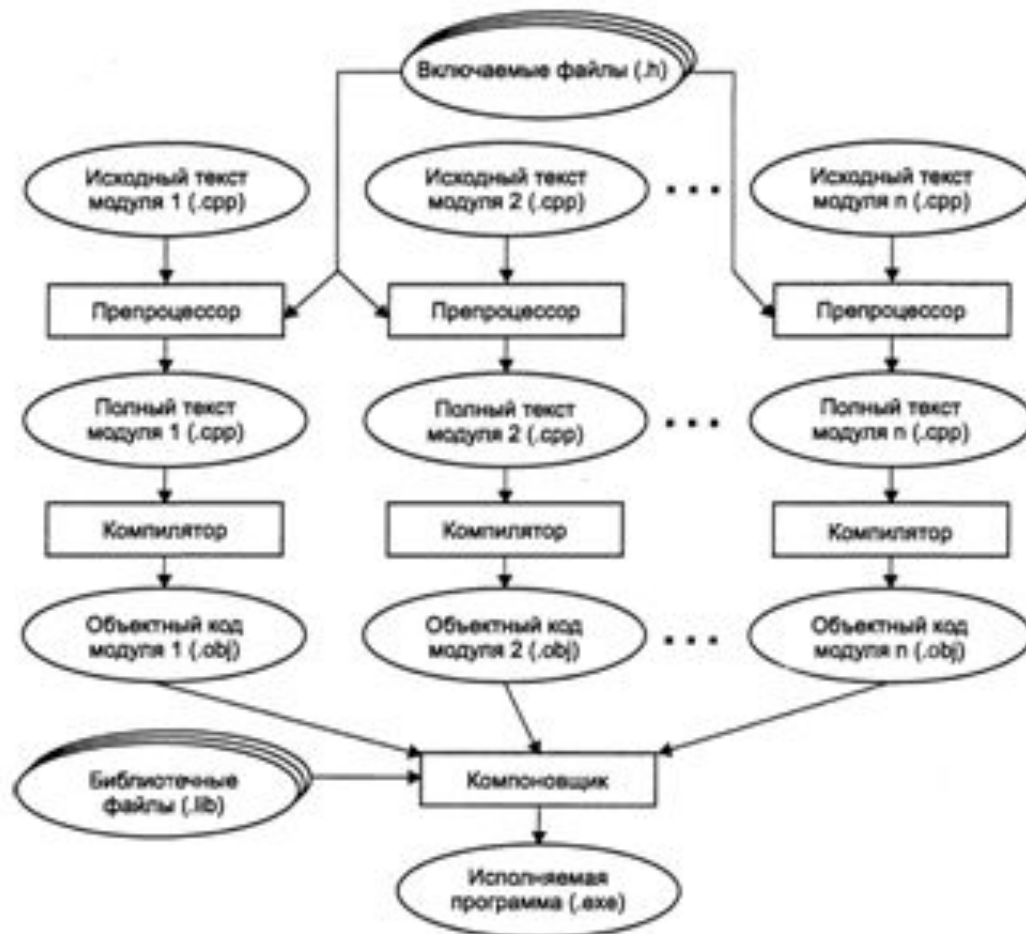 Включаемые файлы (.h)
Исходный текст
модуля 1 (.cpp)
Исходный текст
модуля 2 (.cpp)
Исходный текст
модуля n (.cpp)
Препроцессор
Препроцессор
Препроцессор
Полный текст
модуля 1 (.cpp)
Полный текст
модуля 2 (.cpp)
Полный текст
модуля n (.cpp)
Компилятор
Компилятор
Компилятор
Объектный код
модуля 1 (.obj)
Объектный код
модуля 2 (.obj)
Объектный код
модуля n (.obj)
Библиотечные
файлы (.lib)
Компоновщик
Исполняемая
программа (.exe)